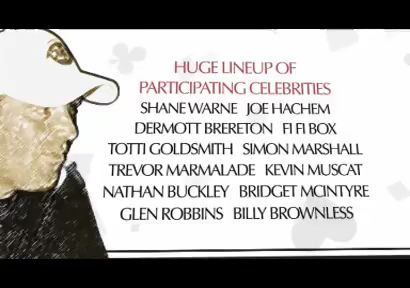 HUGE LINEUP OF
PARTICIPATING CELEBRITIES
SHANE WARNE JOE HACHEM
DERMOTT BRERETON FI FI BOX
TOTTI GOLDSMITH SIMON MARSHALL
TREVOR MARMALADE KEVIN MUSCAT
NATHAN BUCKLEY BRIDGET MCINTYRE
GLEN ROBBINS BILLY BROWNLESS